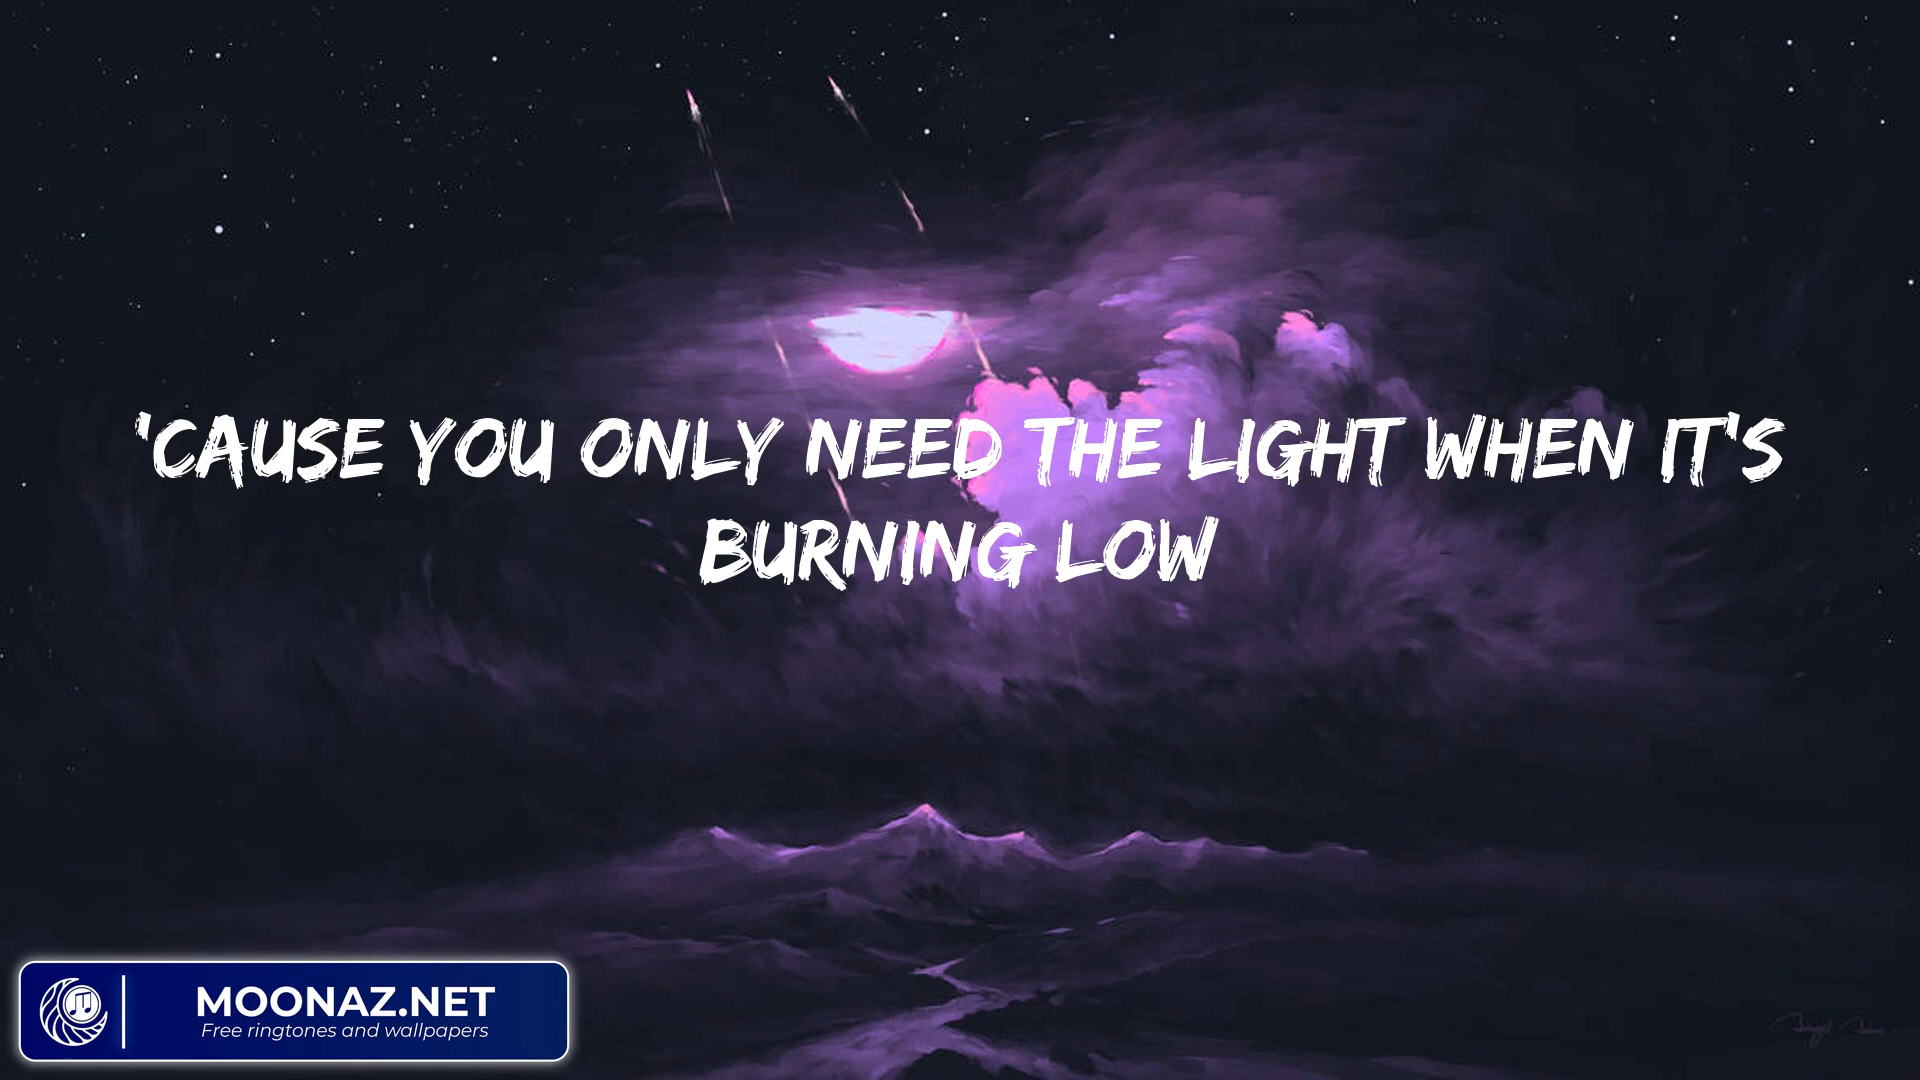 'CAUSE YOU ONLY NEED THE LIGHT WHEN IT'S
BURNING LOW
MOONAZ.NET
Free ringtones and wallpapers